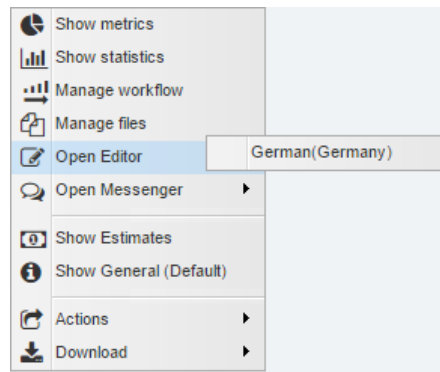 Show metrics
Show statistics
Manage workflow
Manage files
Open Editor
German(Germany)
Open Messenger
Show Estimates
Show General (Default)
Actions
Download